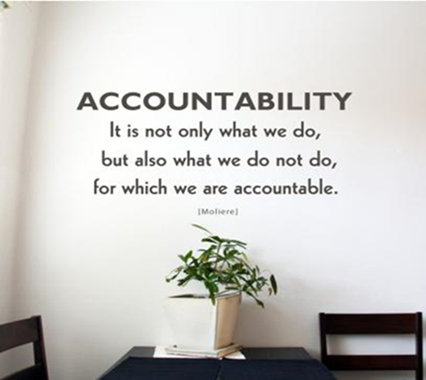 ACCOUNTABILITY
It is not only what we do,
but also what we do not do,
for which we are accountable.
[Moliere]